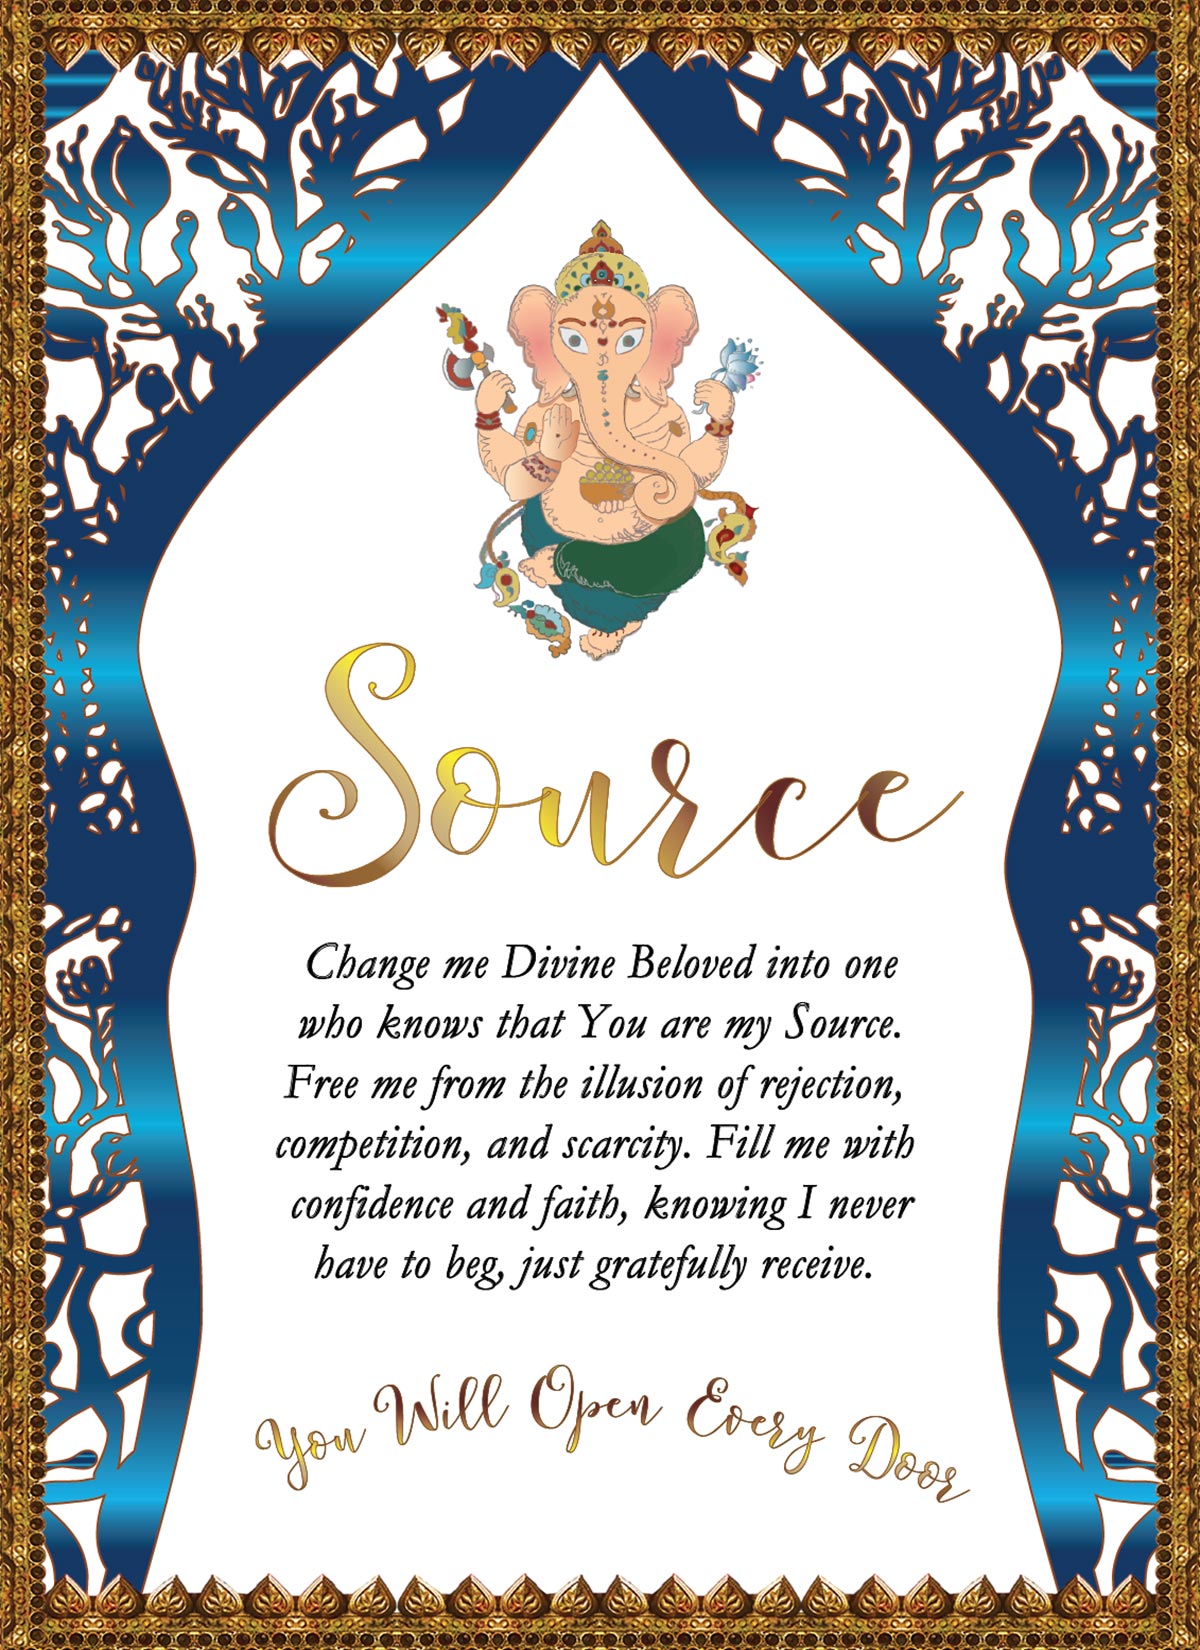 Source
Change me Divine Beloved into one
who knows that You are my Source.
Free me from the illusion of rejection,
competition, and scarcity. Fill me with
confidence and faith, knowing I never
have to beg, just gratefully receive.
You Will Open Every Door